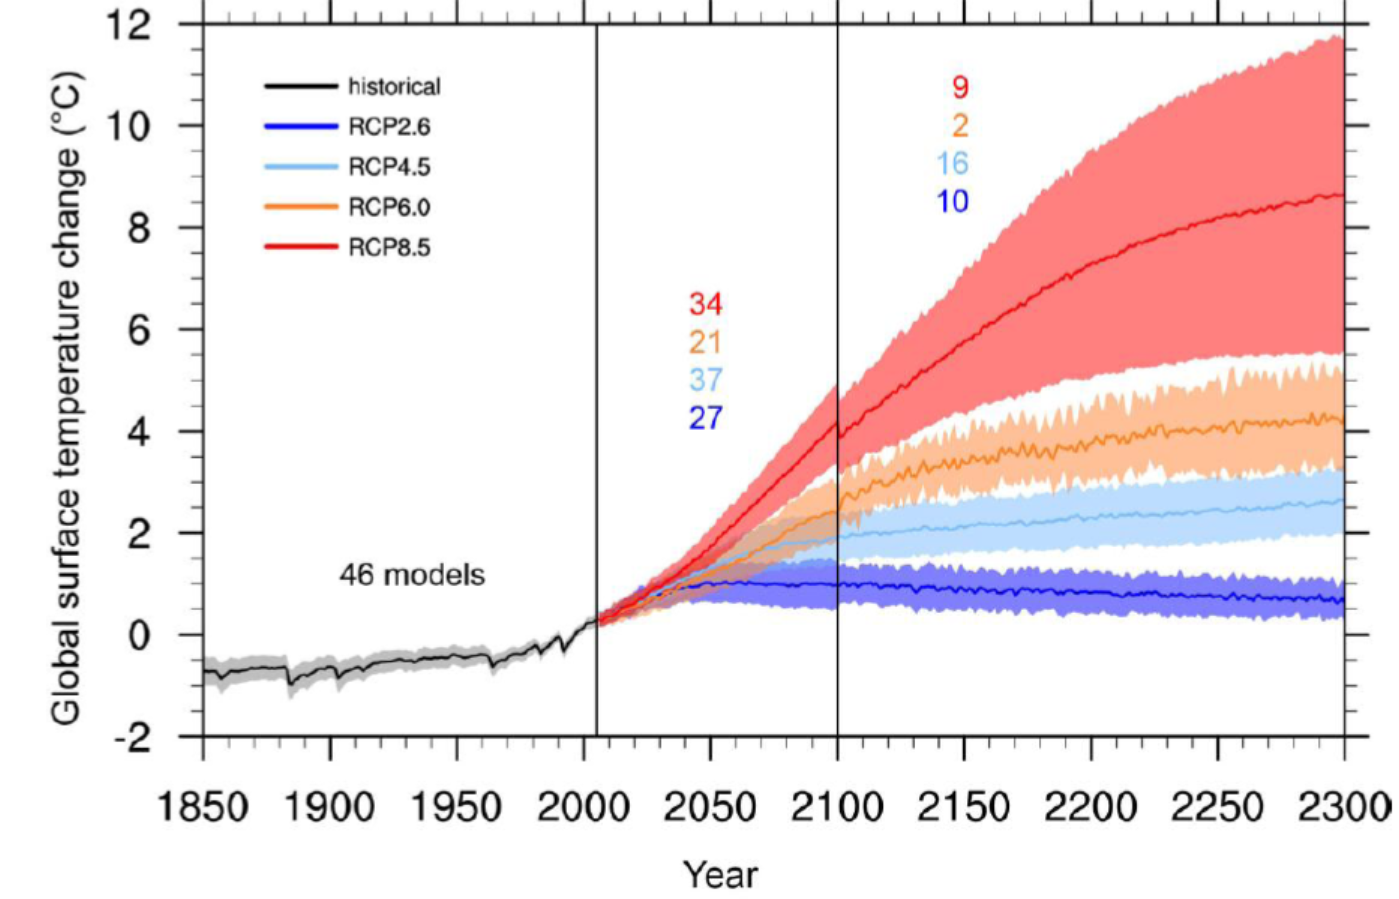 Global surface temperature change (°C)
12
10
8
6
4
2
0
-2
historical
RCP2.6
RCP4.5
RCP6.0
RCP8.5
46 models
34
21
37
27
9
2
16
10
1850 1900 1950 2000 2050 2100 2150 2200 2250 2300
Year